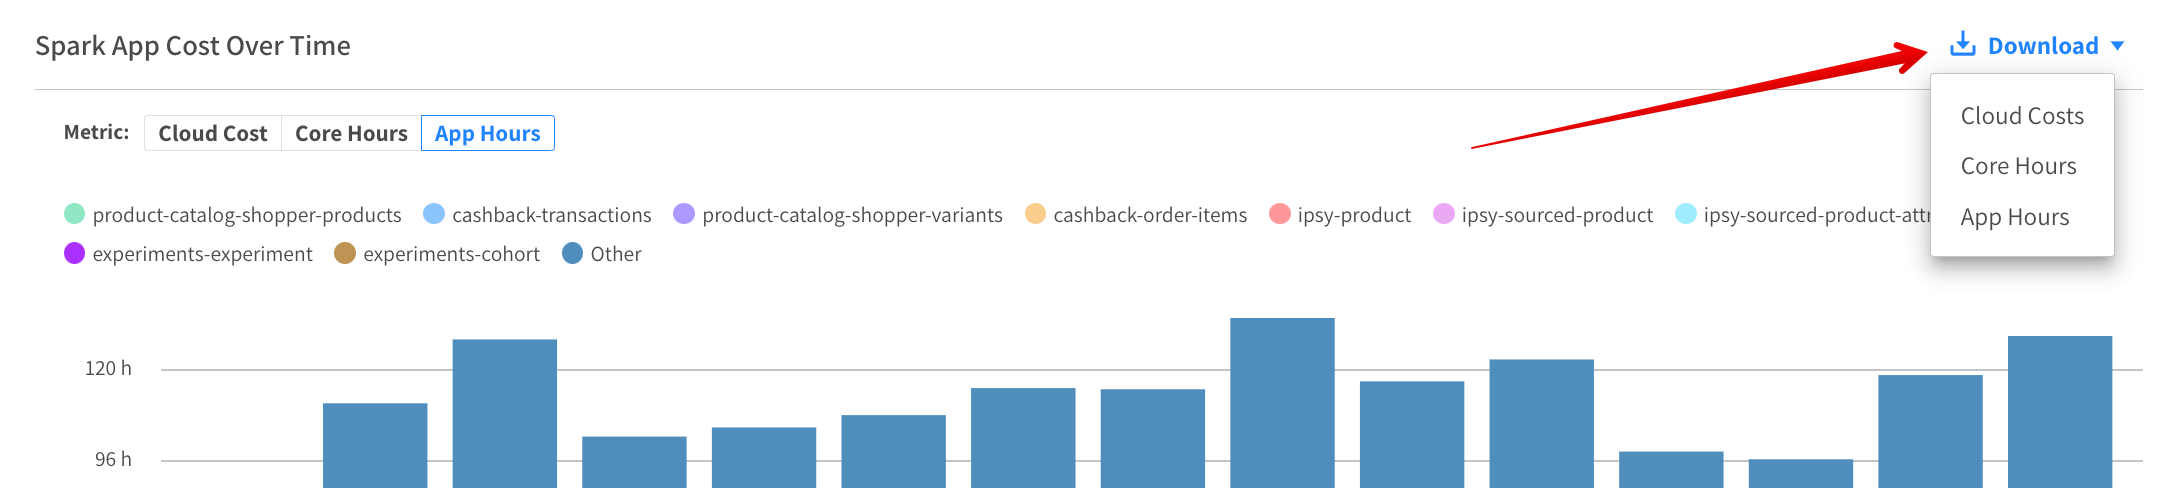 Spark App Cost Over Time
Download
Cloud Costs
Core Hours
App Hours
Metric: Cloud Cost Core Hours App Hours
product-catalog-shopper-products cashback-transactions product-catalog-shopper-variants cashback-order-items ipsy-product ipsy-sourced-product ipsy-sourced-product-attr
experiments-experiment experiments-cohort Other
120 h
96 h